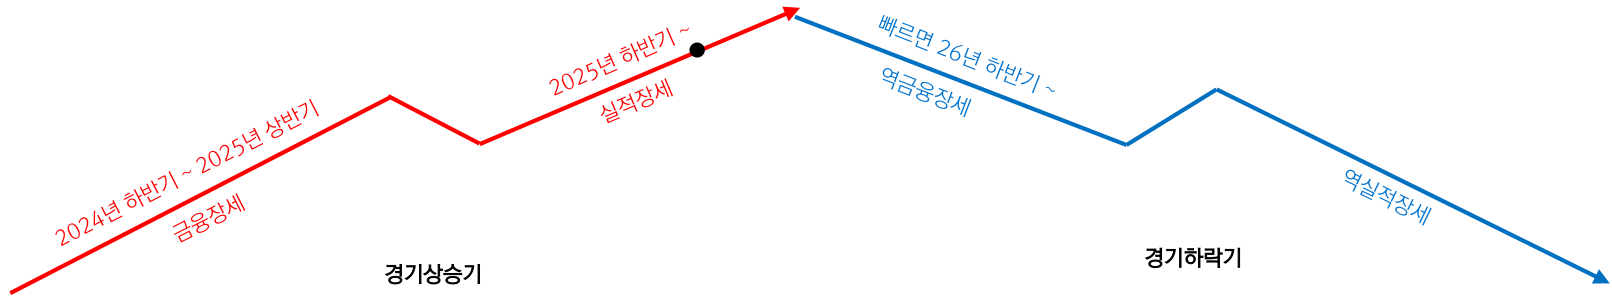 2024년 하반기 ~ 2025년 상반기
금융장세
2025년 하반기 ~
실적장세
경기상승기
빠르면 26년 하반기 ~
역금융장세
역실적장세
경기하락기